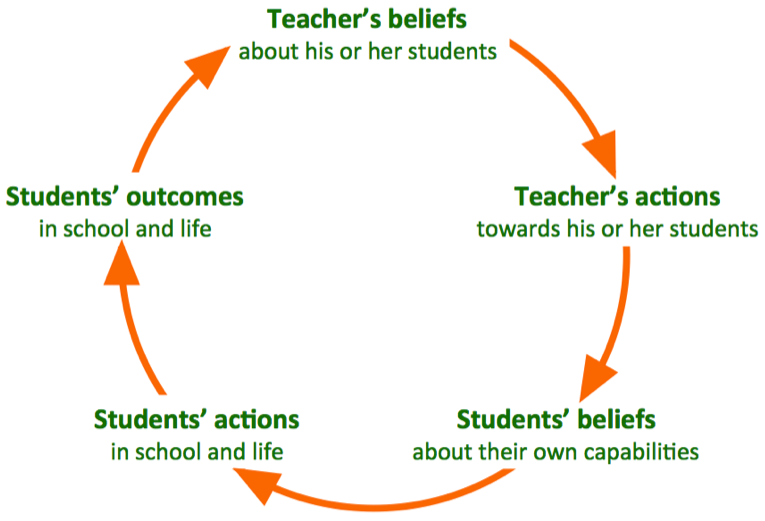 Teacher’s beliefs
about his or her students
Teacher’s actions
towards his or her students
Students’ beliefs
about their own capabilities
Students’ actions
in school and life
Students’ outcomes
in school and life